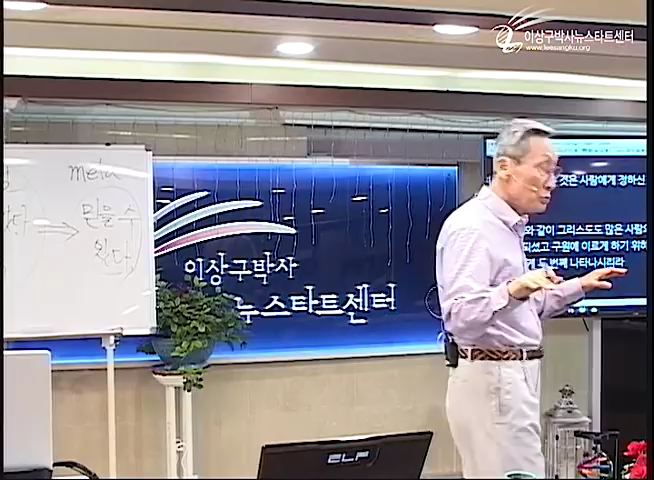 이상구박사뉴스타트센터
www.leesangku.org
meta
믿을 수
있다
것은 사람에게 정하신
와 같이 그리스도도 많은 사람의
되셨고 구원에 이르게 하기 위하
두 번째 나타나시리라
이상구박사
뉴스타트센터
ELF